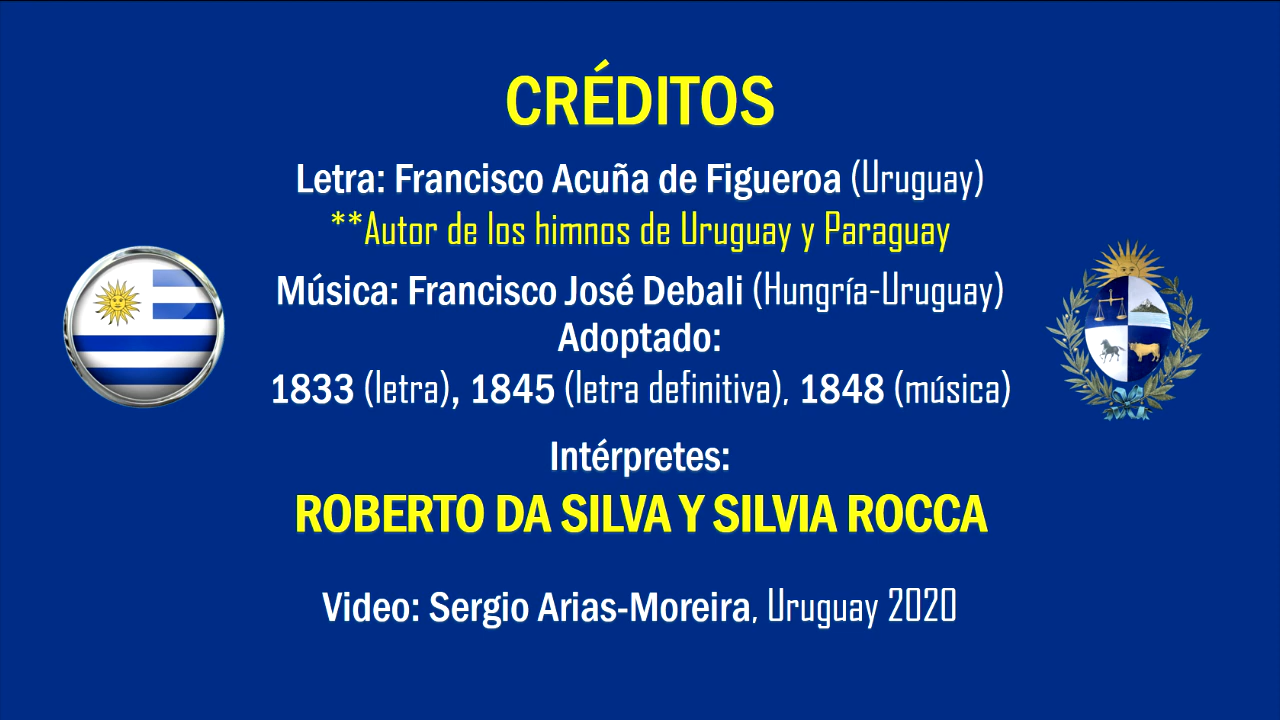 CRÉDITOS
Letra: Francisco Acuña de Figueroa (Uruguay)
**Autor de los himnos de Uruguay y Paraguay
Música: Francisco José Debali (Hungría-Uruguay)
Adoptado:
1833 (letra), 1845 (letra definitiva), 1848 (música)
Intérpretes:
ROBERTO DA SILVA Y SILVIA ROCCA
Video: Sergio Arias-Moreira, Uruguay 2020